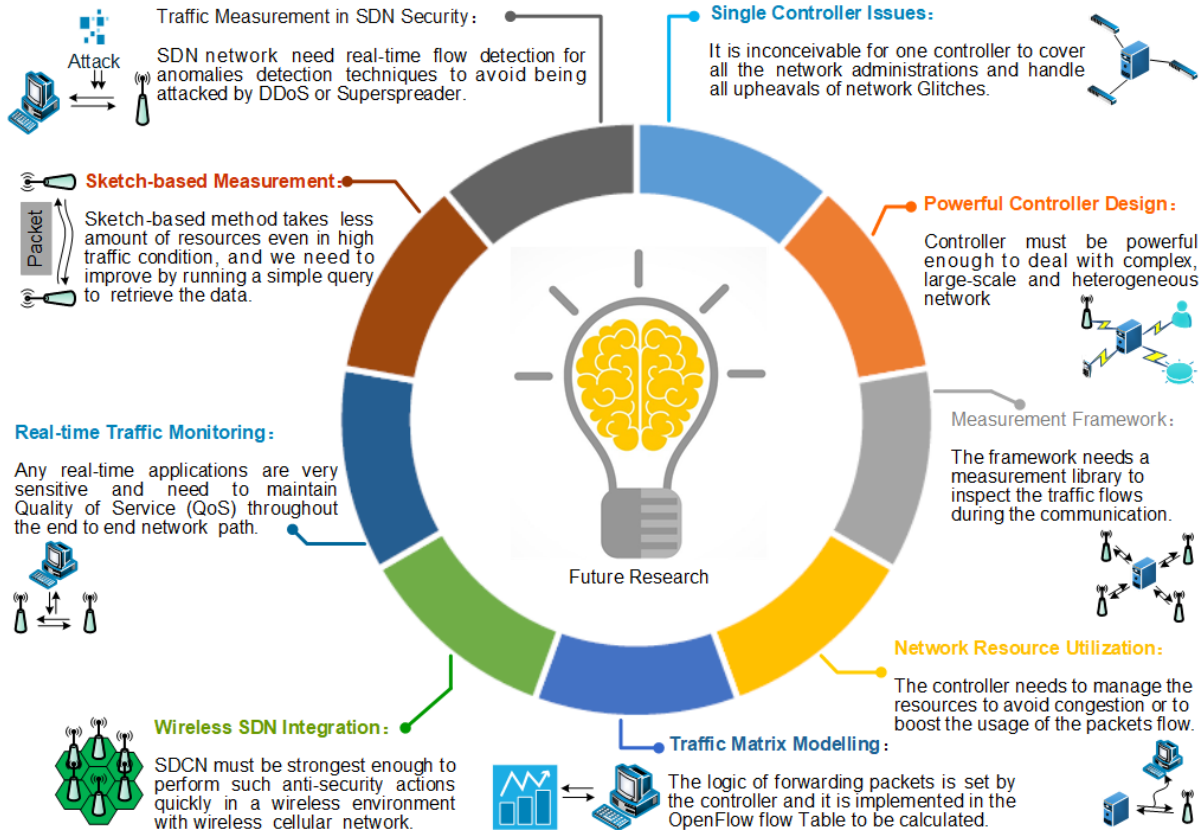 Traffic Measurement in SDN Security：
Attack
SDN network need real-time flow detection for
anomalies detection techniques to avoid being
attacked by DDoS or Superspreader.
Single Controller Issues：
It is inconceivable for one controller to cover
all the network administrations and handle
all upheavals of network Glitches.
Sketch-based Measurement：
Packet
Sketch-based method takes less
amount of resources even in high
traffic condition, and we need to
improve by running a simple query
to retrieve the data.
Powerful Controller Design：
Controller must be powerful
enough to deal with complex,
large-scale and heterogeneous
network
Real-time Traffic Monitoring：
Any real-time applications are very
sensitive and need to maintain
Quality of Service (QoS) throughout
the end to end network path.
Measurement Framework：
The framework needs a
measurement library to
inspect the traffic flows
during the communication.
Future Research
Network Resource Utilization：
The controller needs to manage the
resources to avoid congestion or to
boost the usage of the packets flow.
Wireless SDN Integration：
SDCN must be strongest enough to
perform such anti-security actions
quickly in a wireless environment
with wireless cellular network.
Traffic Matrix Modelling：
The logic of forwarding packets is set by
the controller and it is implemented in the
OpenFlow flow Table to be calculated.